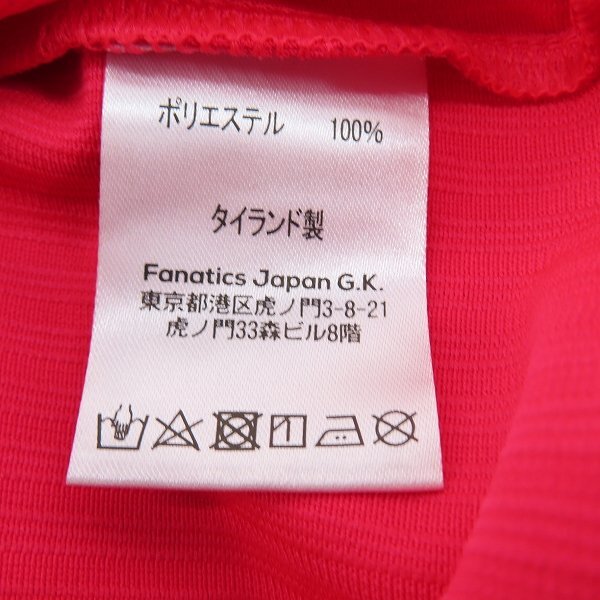 ポリエステル 100%
タイランド製
Fanatics Japan G.K.
東京都港区虎ノ門3-8-21
虎ノ門33森ビル8階